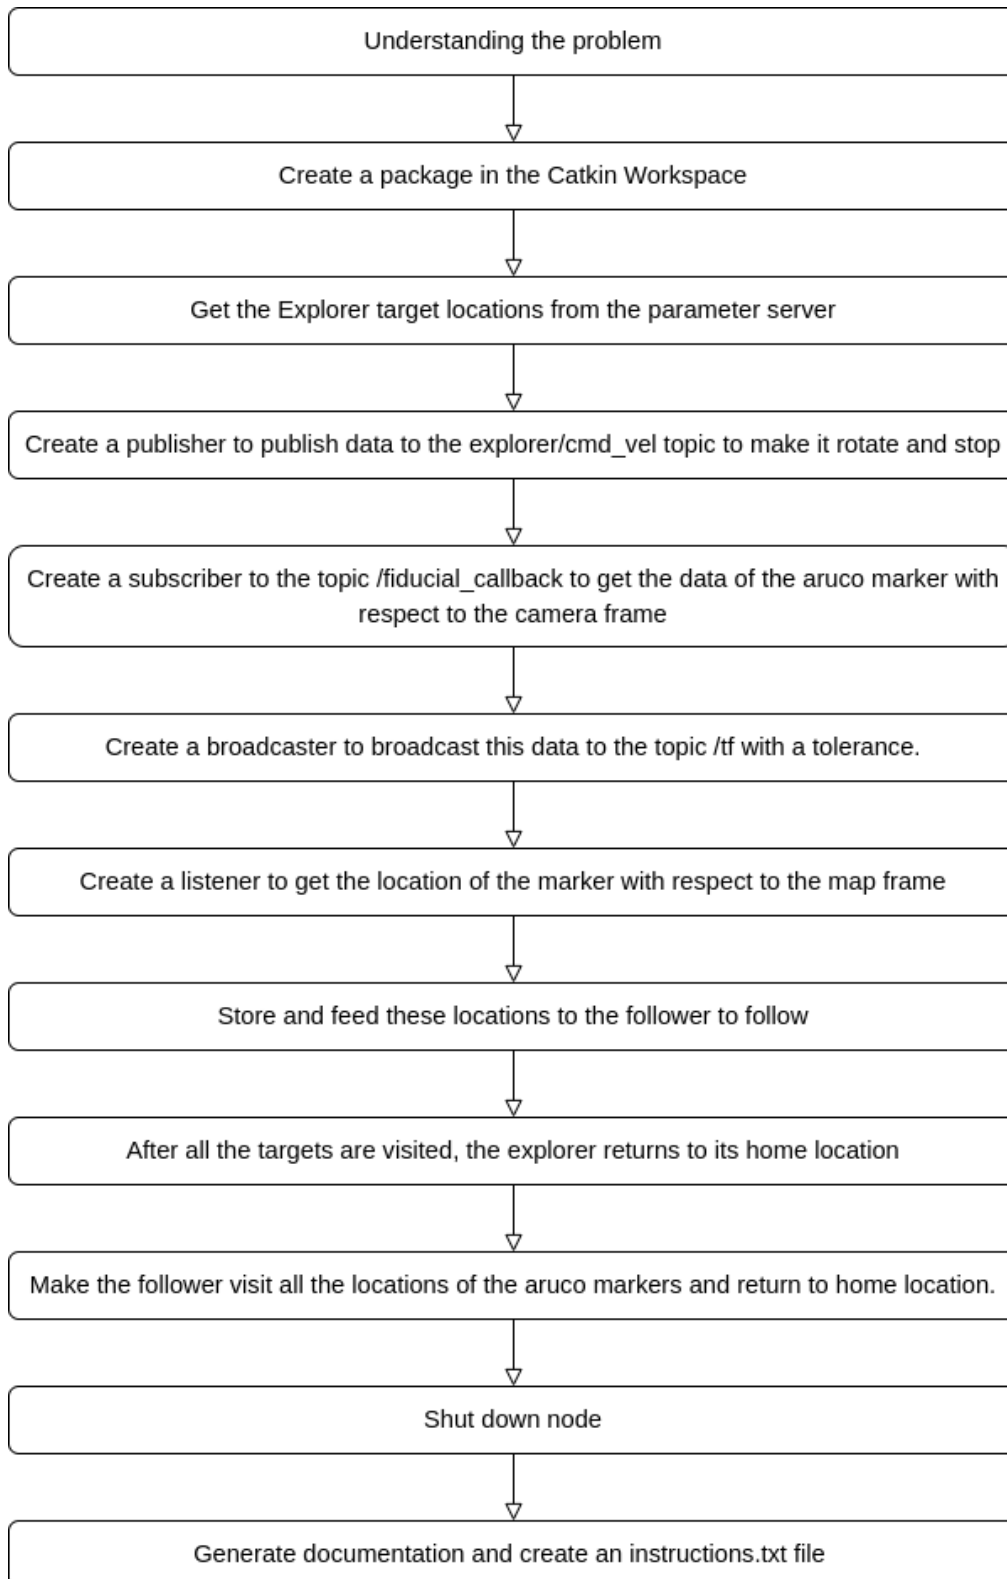 Understanding the problem
Create a package in the Catkin Workspace
Get the Explorer target locations from the parameter server
Create a publisher to publish data to the explorer/cmd_vel topic to make it rotate and stop
Create a subscriber to the topic /fiducial_callback to get the data of the aruco marker with
respect to the camera frame
Create a broadcaster to broadcast this data to the topic /tf with a tolerance.
Create a listener to get the location of the marker with respect to the map frame
Store and feed these locations to the follower to follow
After all the targets are visited, the explorer returns to its home location
Make the follower visit all the locations of the aruco markers and return to home location.
Shut down node
Generate documentation and create an instructions.txt file